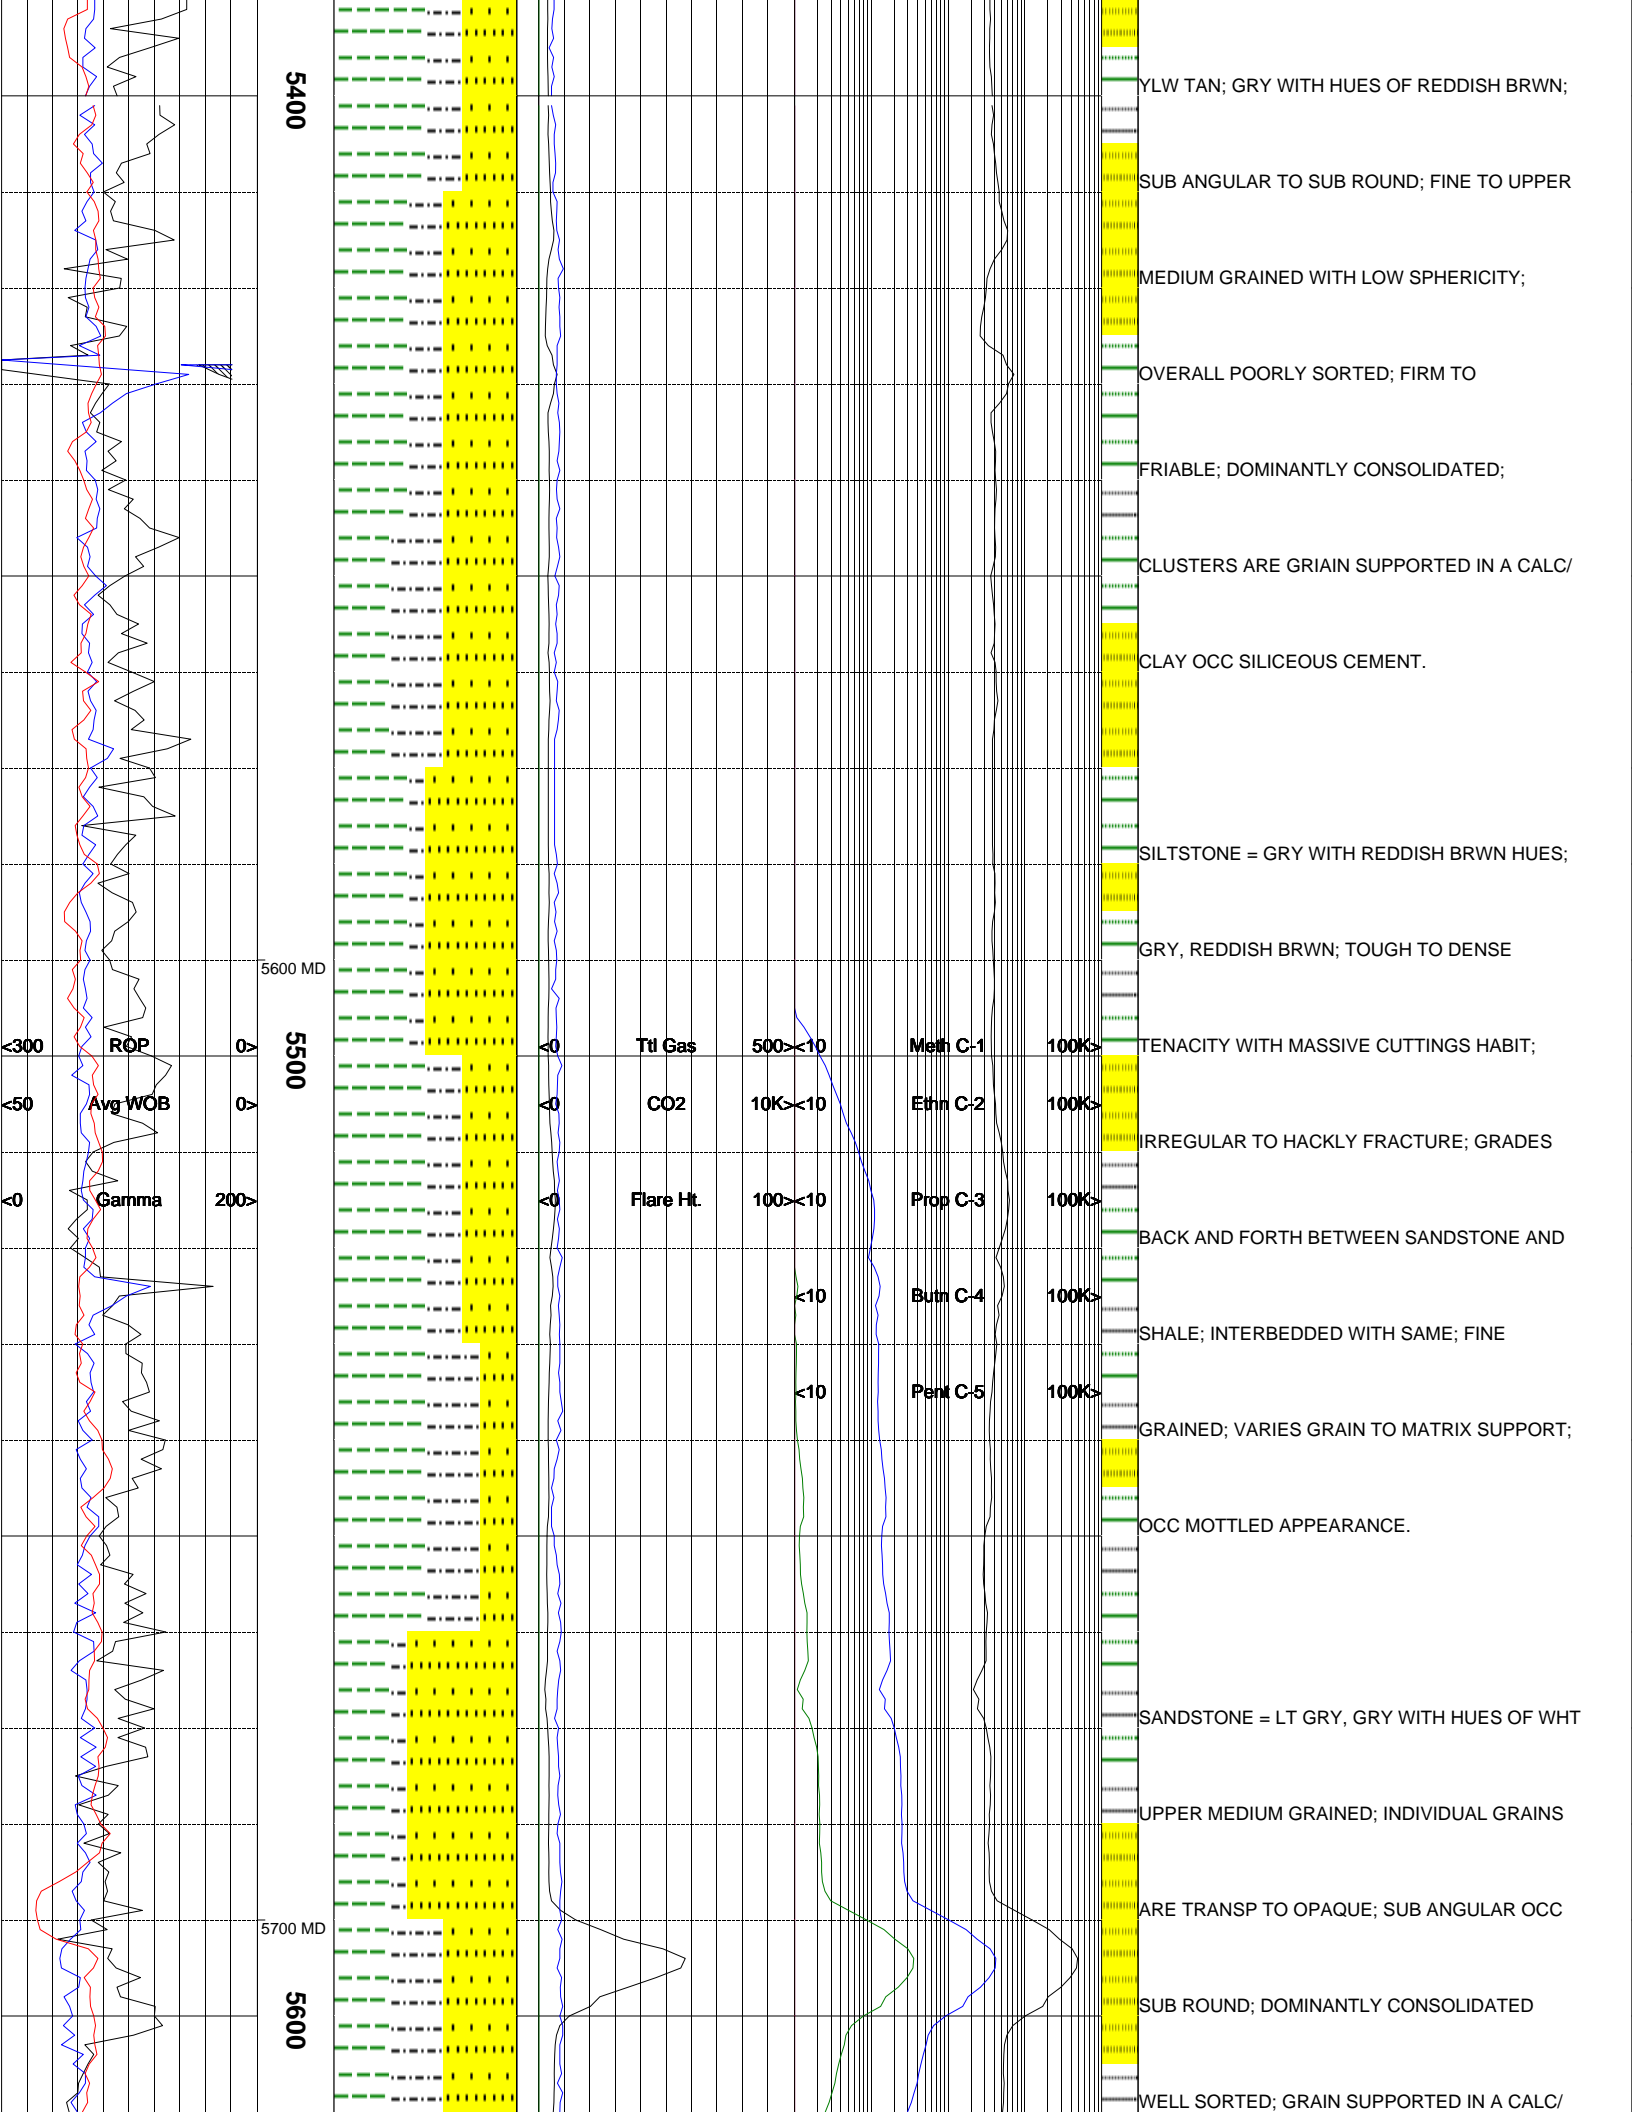 5400
YLW TAN; GRY WITH HUES OF REDDISH BRWN;
SUB ANGULAR TO SUB ROUND; FINE TO UPPER
MEDIUM GRAINED WITH LOW SPHERICITY;
OVERALL POORLY SORTED; FIRM TO
FRIABLE; DOMINANTLY CONSOLIDATED;
CLUSTERS ARE GRIAN SUPPORTED IN A CALC/
CLAY OCC SILICEOUS CEMENT.
SILTSTONE = GRY WITH REDDISH BRWN HUES;
GRY, REDDISH BRWN; TOUGH TO DENSE
5600 MD
5500
<300 ROP 0> <0 Ttl Gas 500> <10 Meth C-1 100K> TENACITY WITH MASSIVE CUTTINGS HABIT;
<50 Avg WOB 0> <0 CO2 10K> <10 Ethn C-2 100K>
IRREGULAR TO HACKLY FRACTURE; GRADES
<0 Gamma 200> <0 Flare Ht. 100> <10 Prop C-3 100K>
BACK AND FORTH BETWEEN SANDSTONE AND
<10 Butn C-4 100K>
SHALE; INTERBEDDED WITH SAME; FINE
<10 Pent C-5 100K>
GRAINED; VARIES GRAIN TO MATRIX SUPPORT;
OCC MOTTLED APPEARANCE.
SANDSTONE = LT GRY, GRY WITH HUES OF WHT
UPPER MEDIUM GRAINED; INDIVIDUAL GRAINS
ARE TRANSP TO OPAQUE; SUB ANGULAR OCC
5700 MD
5600
SUB ROUND; DOMINANTLY CONSOLIDATED
WELL SORTED; GRAIN SUPPORTED IN A CALC/